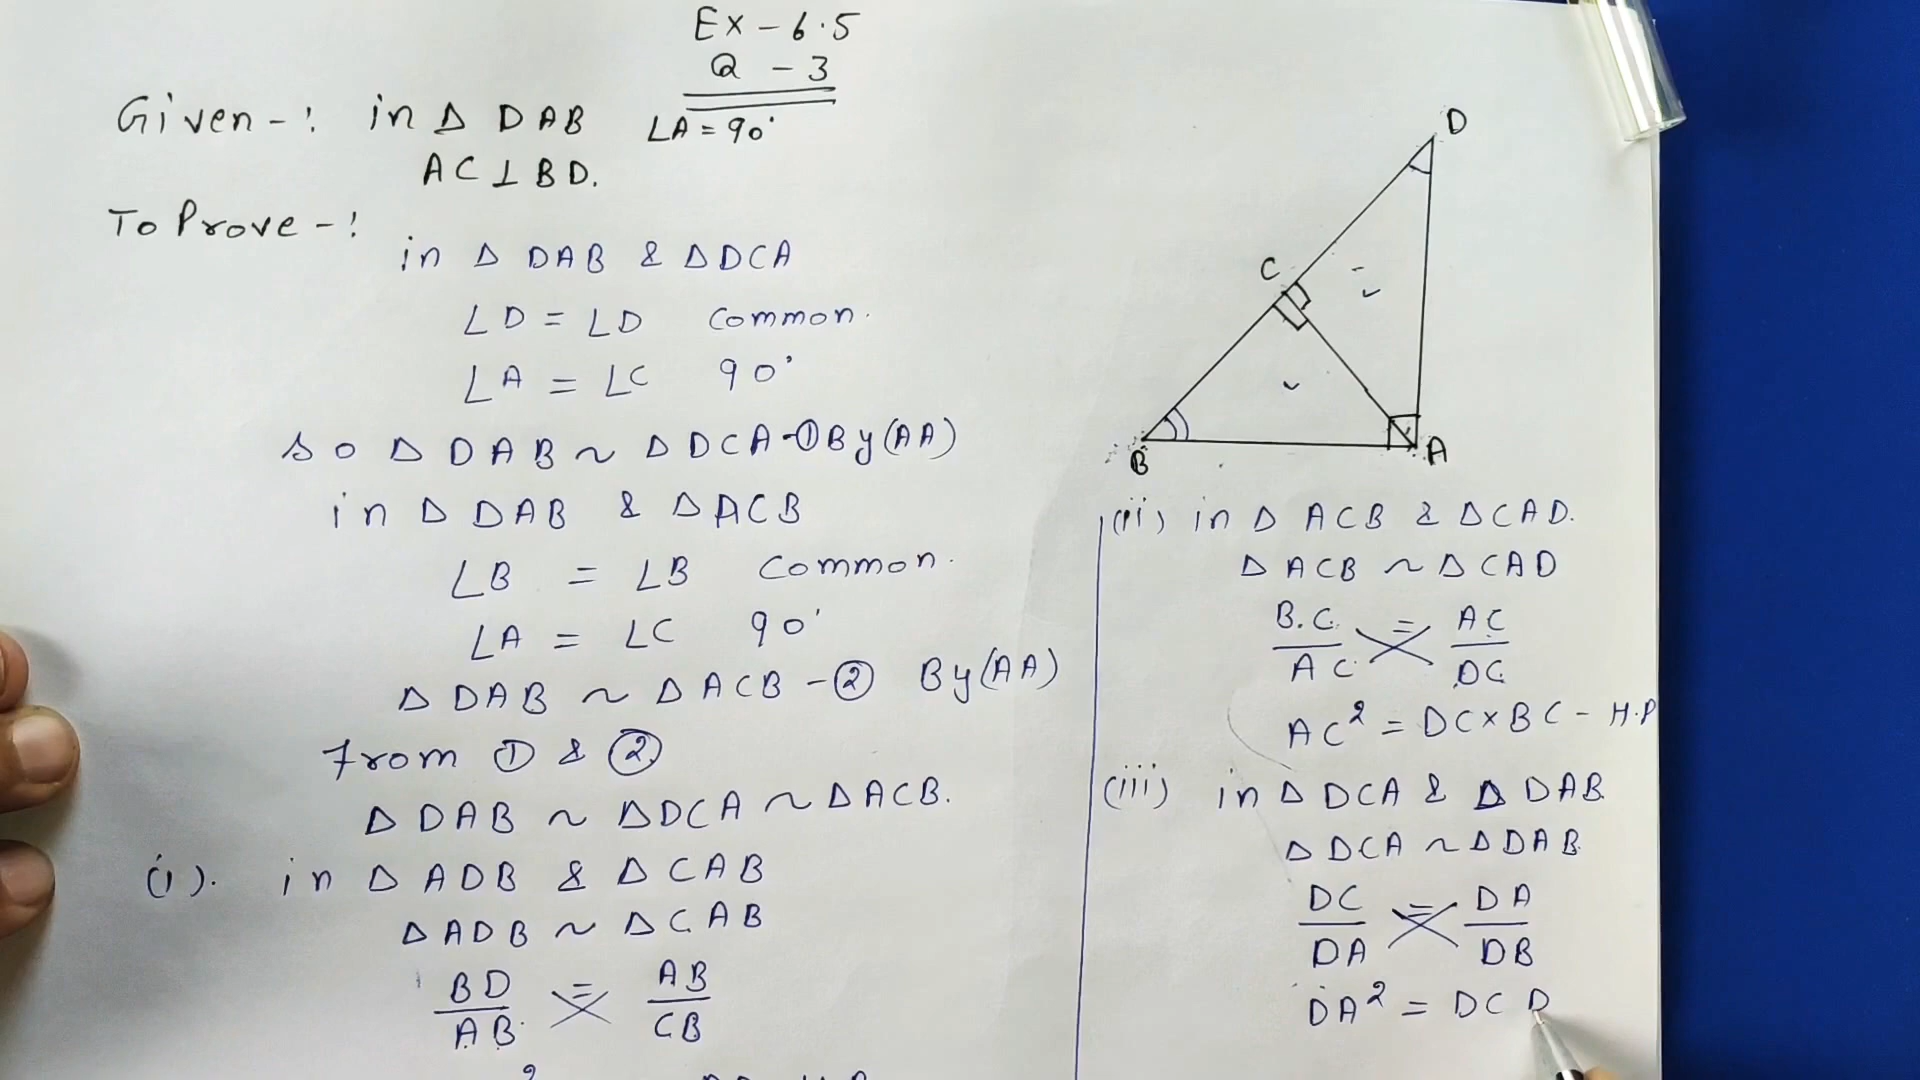 Ex - 6.5
Q - 3
Given -: in Δ DAB ∠A = 90°
AC ⊥ BD.
To Prove -:
in Δ DAB & Δ DCA
∠D = ∠D common.
∠A = ∠C 90°
so Δ DAB ~ Δ DCA - ① By (AA)
in Δ DAB & Δ ACB
∠B = ∠B common.
∠A = ∠C 90°
Δ DAB ~ Δ ACB - ② By (AA)
from ① & ②
Δ DAB ~ Δ DCA ~ Δ ACB.
(i). in Δ ADB & Δ CAB
Δ ADB ~ Δ CAB
BD/AB = AB/CB
D
C
B
A
(ii) in Δ ACB & Δ CAD.
Δ ACB ~ Δ CAD
B.C./AC = AC/DC
AC² = DC × BC - H.P
(iii) in Δ DCA & Δ DAB
Δ DCA ~ Δ DAB.
DC/DA = DA/DB
DA² = DC D